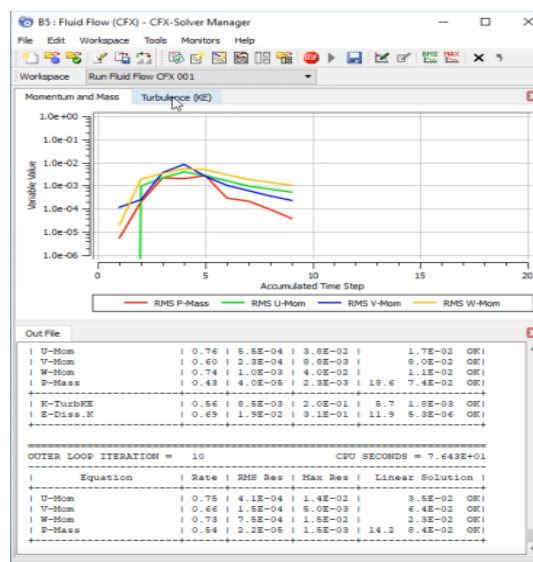 B5 : Fluid Flow (CFX) - CFX-Solver Manager
File Edit Workspace Tools Monitors Help
Workspace Run Fluid Flow CFX 001
Momentum and Mass Turbulence (KE)
1.0e+00
1.0e-01
1.0e-02
1.0e-03
1.0e-04
1.0e-05
1.0e-06
Variable Value
0 5 10 15 20
Accumulated Time Step
RMS P-Mass RMS U-Mom RMS V-Mom RMS W-Mom
Out File
| U-Mom | 0.76 | 5.5E-04 | 3.8E-02 | 1.7E-02 OK|
| V-Mom | 0.60 | 2.3E-04 | 8.8E-03 | 8.0E-02 OK|
| W-Mom | 0.74 | 1.0E-03 | 4.0E-02 | 1.1E-02 OK|
| P-Mass | 0.43 | 4.0E-05 | 2.3E-03 | 18.6 7.4E-02 OK|
| K-TurbKE | 0.56 | 8.5E-03 | 2.0E-01 | 5.7 1.8E-03 OK|
| E-Diss.K | 0.69 | 1.9E-02 | 3.1E-01 | 11.9 5.3E-06 OK|
OUTER LOOP ITERATION = 10 CPU SECONDS = 7.643E+01
| Equation | Rate | RMS Res | Max Res | Linear Solution |
| U-Mom | 0.75 | 4.1E-04 | 1.4E-02 | 3.5E-02 OK|
| V-Mom | 0.66 | 1.5E-04 | 5.0E-03 | 6.4E-02 OK|
| W-Mom | 0.73 | 7.5E-04 | 1.5E-02 | 2.3E-02 OK|
| P-Mass | 0.54 | 2.2E-05 | 1.5E-03 | 14.2 8.4E-02 OK|